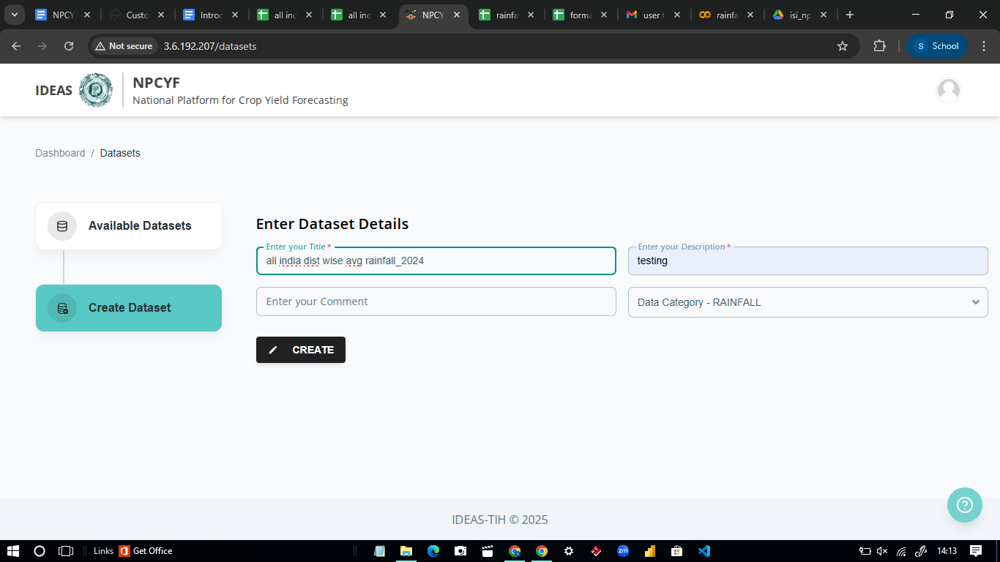 NPCY
Custo
Introd
all ind
all ind
NPCY
rainfa
forma
user t
rainfa
isi_np
Not secure
3.6.192.207/datasets
S
School
IDEAS
NPCYF
National Platform for Crop Yield Forecasting
Dashboard / Datasets
Available Datasets
Create Dataset
Enter Dataset Details
Enter your Title *
all india dist wise avg rainfall_2024
Enter your Description *
testing
Enter your Comment
Data Category - RAINFALL
CREATE
IDEAS-TIH © 2025
Links
Get Office
zm
14:13